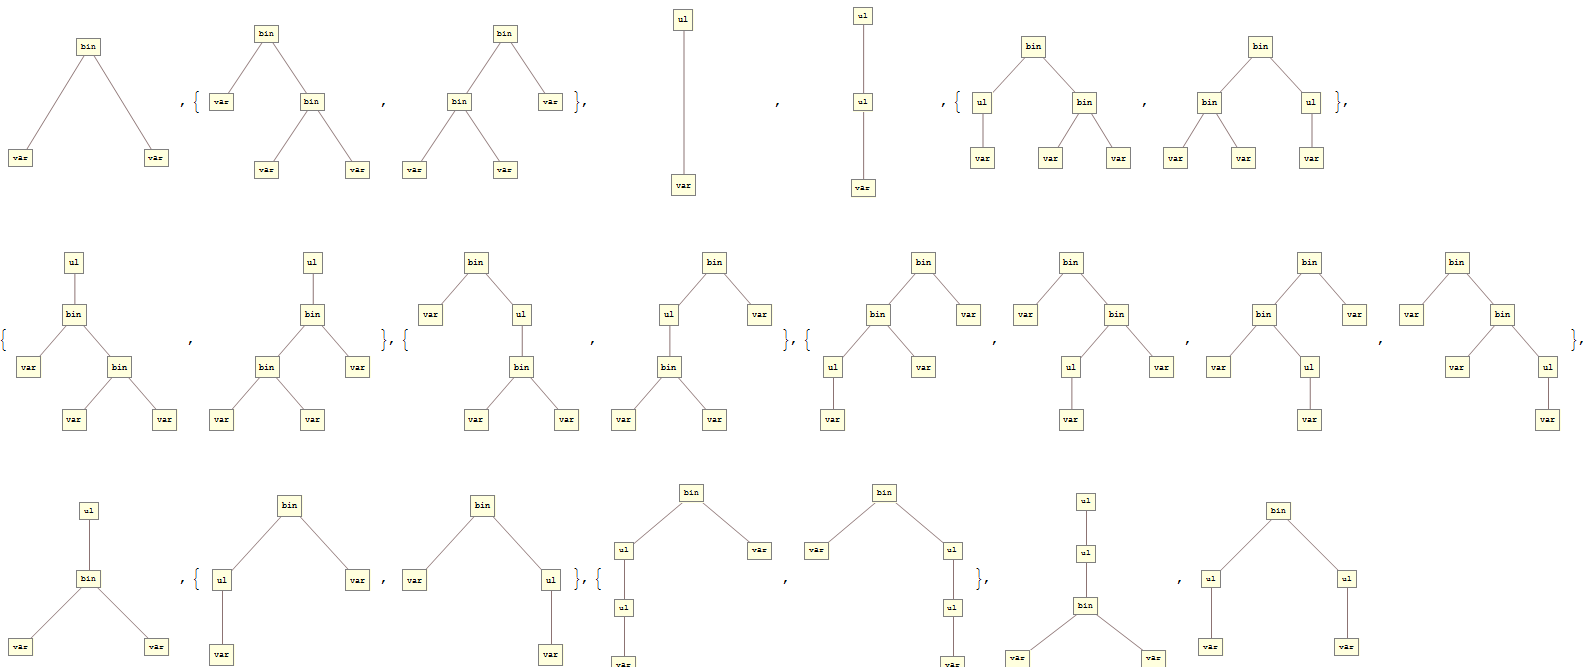 ul ul
bin bin bin bin bin
, { var bin , bin var }, , ul , { ul bin , bin ul },
var var var var var var var var var var var var var var
ul ul bin bin bin bin bin bin
bin bin var ul ul var bin var var bin bin var var bin
{ , }, { , }, { , , , },
var bin bin var bin bin ul var ul var var ul var ul
var var var var var var var var var var var var
ul bin bin bin bin ul bin
ul var var ul ul
bin , { ul var , var ul }, { , }, , ul ul
ul ul bin
var var var var var var var var var var